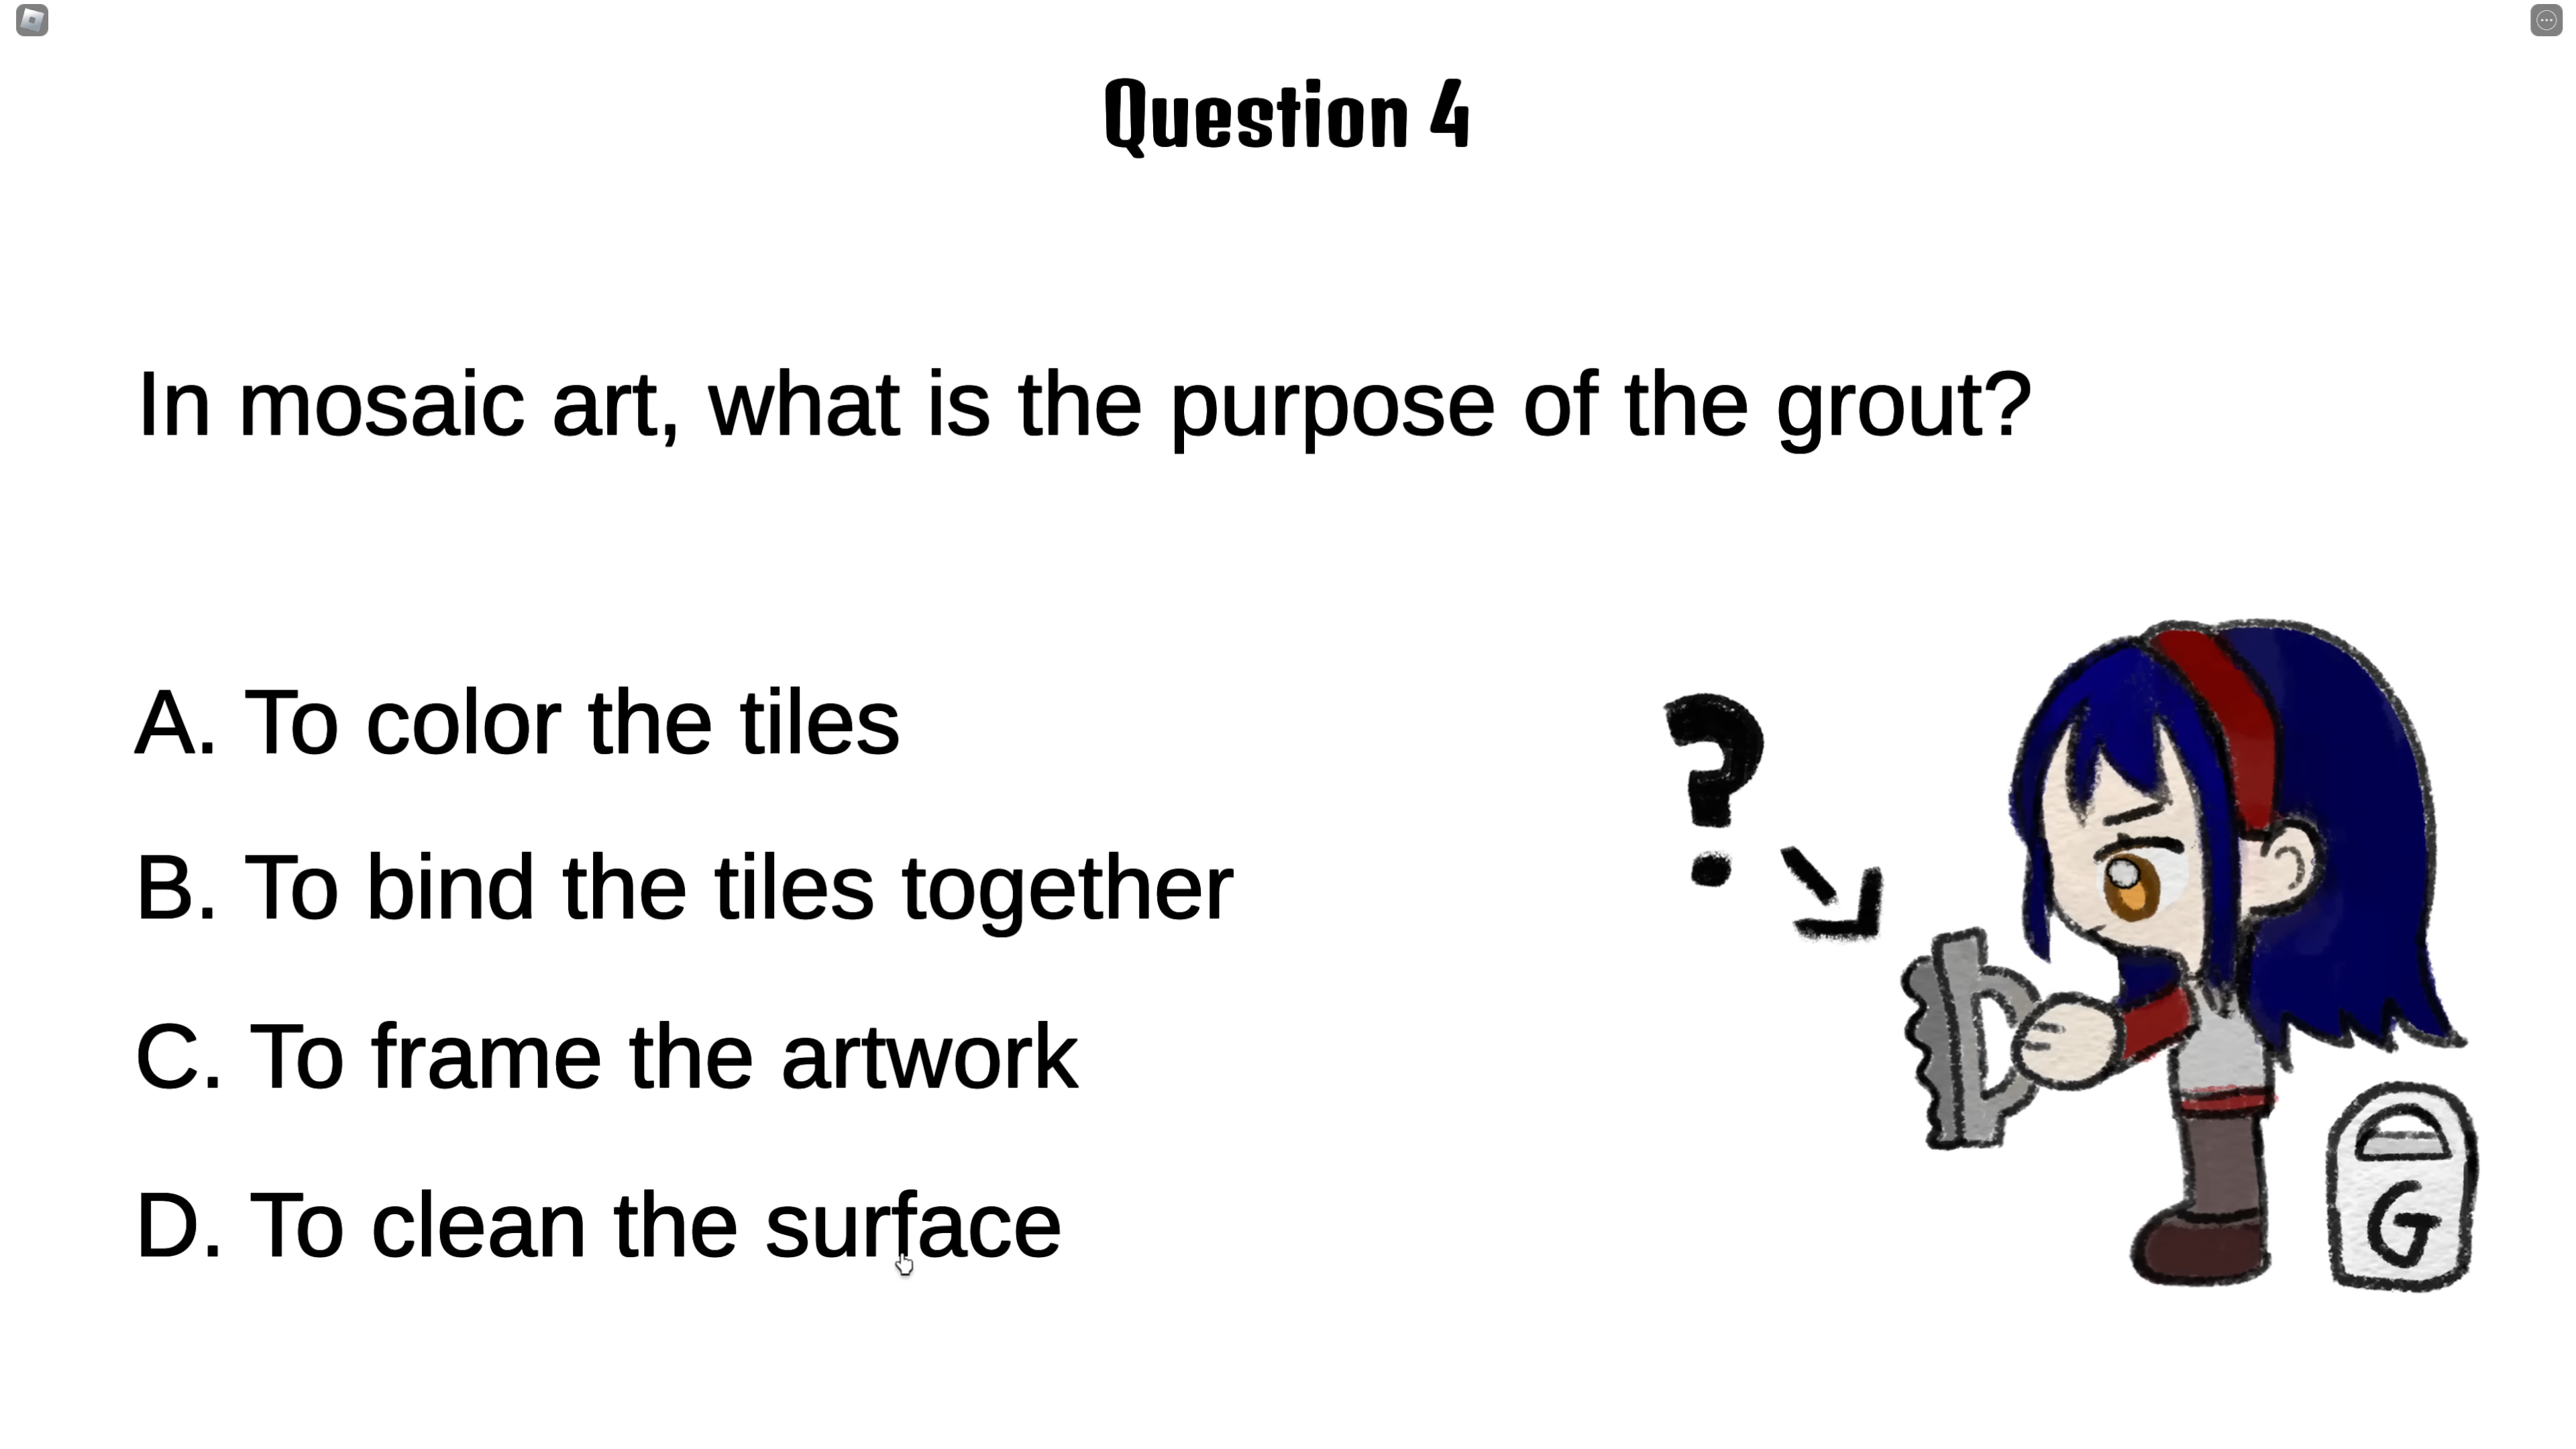 Question 4
In mosaic art, what is the purpose of the grout?
A. To color the tiles
B. To bind the tiles together
C. To frame the artwork
D. To clean the surface
?
G